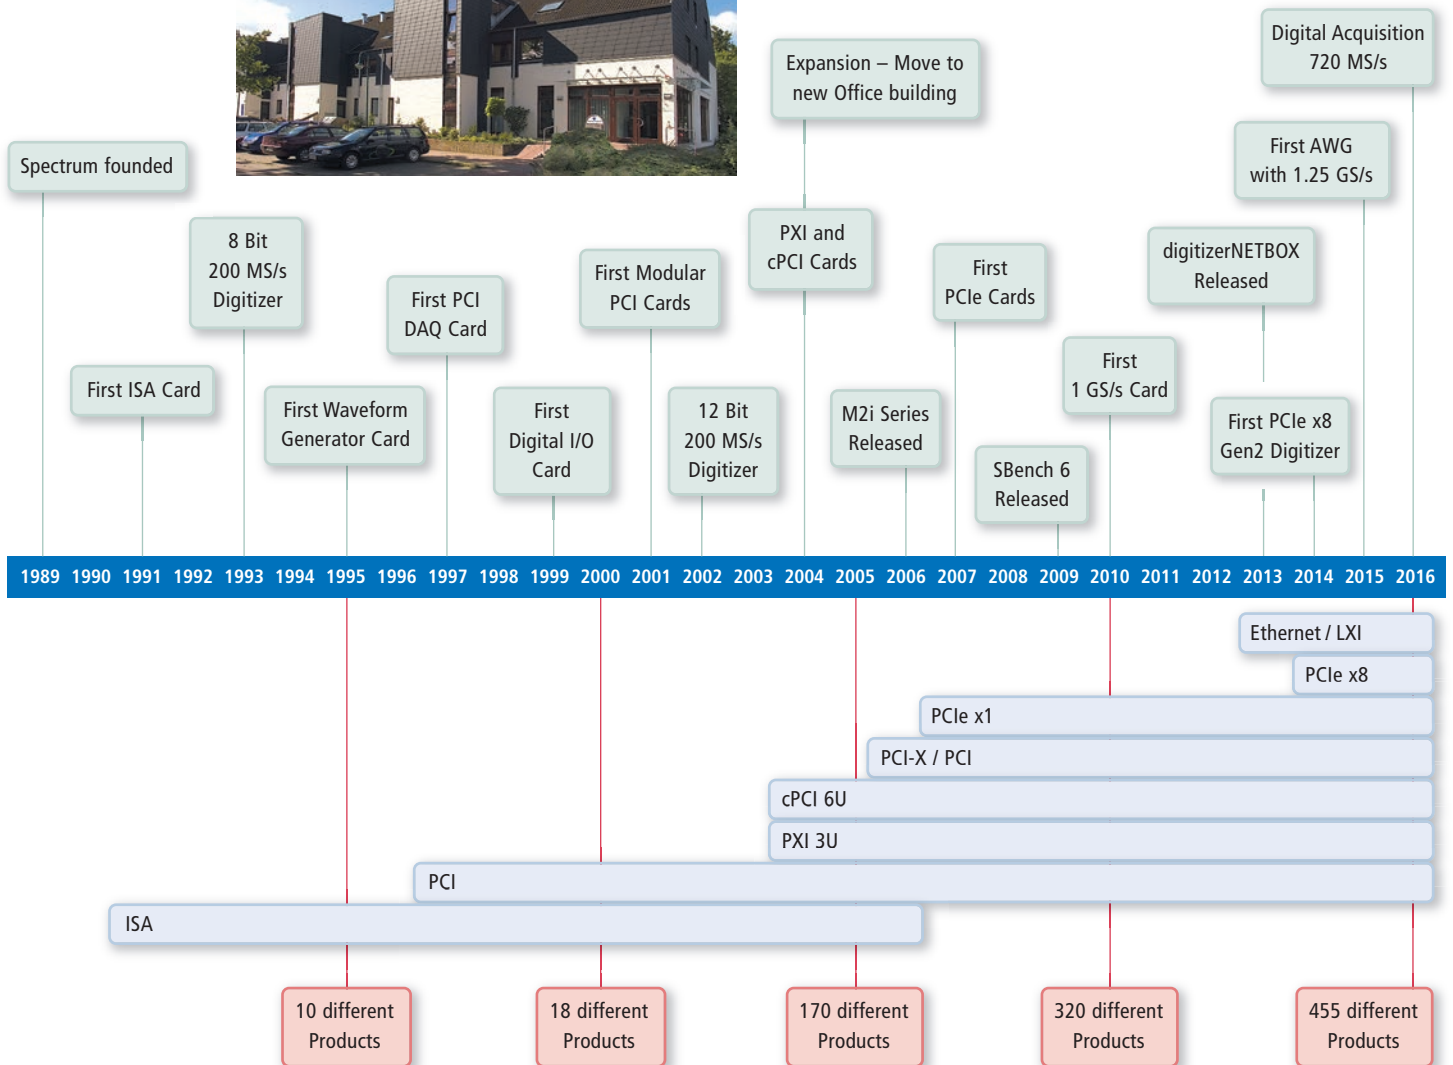 Digital Acquisition
720 MS/s
Expansion – Move to
new Office building
First AWG
with 1.25 GS/s
Spectrum founded
8 Bit
200 MS/s
Digitizer
PXI and
cPCI Cards
digitizerNETBOX
Released
First Modular
PCI Cards
First
PCIe Cards
First PCI
DAQ Card
First
1 GS/s Card
First ISA Card
First Waveform
Generator Card
First
Digital I/O
Card
12 Bit
200 MS/s
Digitizer
M2i Series
Released
First PCIe x8
Gen2 Digitizer
SBench 6
Released
1989 1990 1991 1992 1993 1994 1995 1996 1997 1998 1999 2000 2001 2002 2003 2004 2005 2006 2007 2008 2009 2010 2011 2012 2013 2014 2015 2016
Ethernet / LXI
PCIe x8
PCIe x1
PCI-X / PCI
cPCI 6U
PXI 3U
PCI
ISA
10 different
Products
18 different
Products
170 different
Products
320 different
Products
455 different
Products